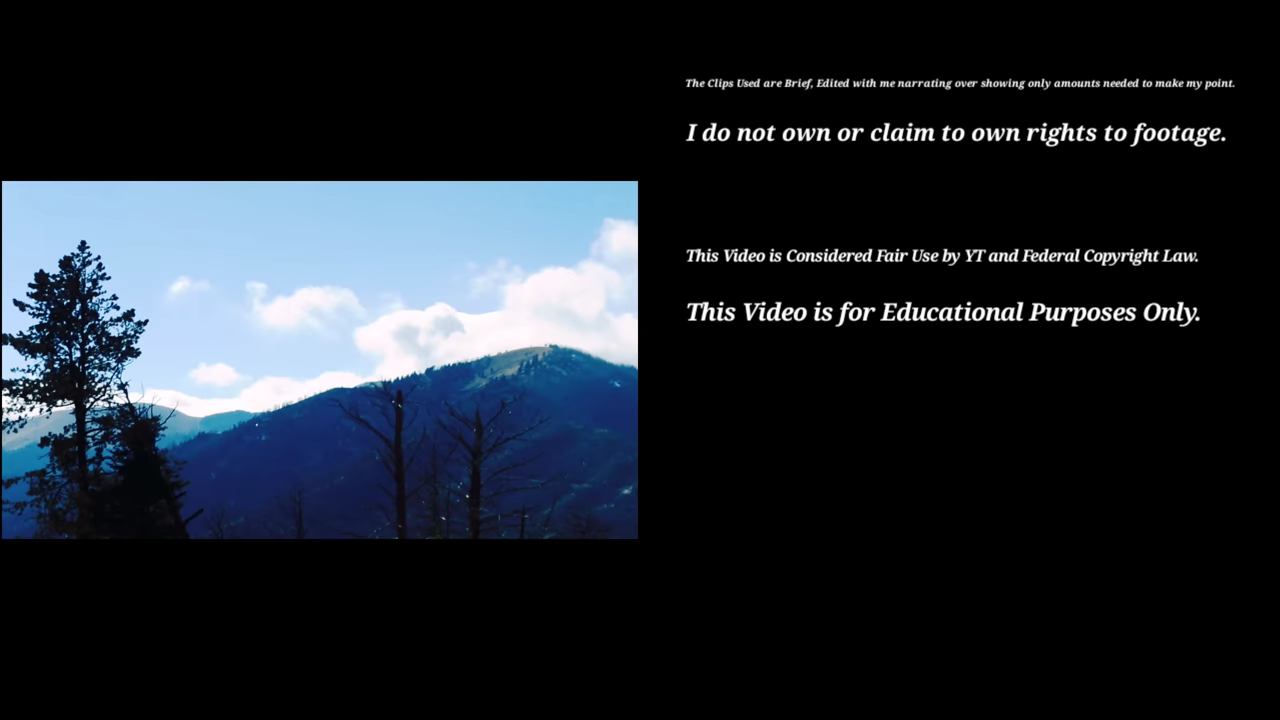 The Clips Used are Brief, Edited with me narrating over showing only amounts needed to make my point.
I do not own or claim to own rights to footage.
This Video is Considered Fair Use by YT and Federal Copyright Law.
This Video is for Educational Purposes Only.